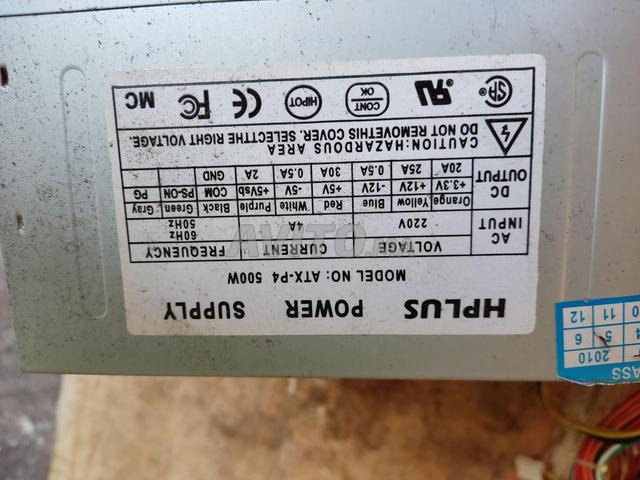 HPLUS POWER SUPPLY
MODEL NO: ATX-P4 500W
AC INPUT VOLTAGE CURRENT FREQUENCY
220V 4A 60Hz 50Hz
DC OUTPUT Orange Yellow Blue Red White Purple Black Green Gray
+3.3V +12V -12V +5V -5V +5Vsb COM PS-ON PG
20A 25A 0.5A 30A 0.5A 2A GND
CAUTION: HAZARDOUS AREA
DO NOT REMOVETHIS COVER. SELECTTHE RIGHT VOLTAGE.
SA CONT OK HIPOT CE FC MC
2010
5 6
11 12